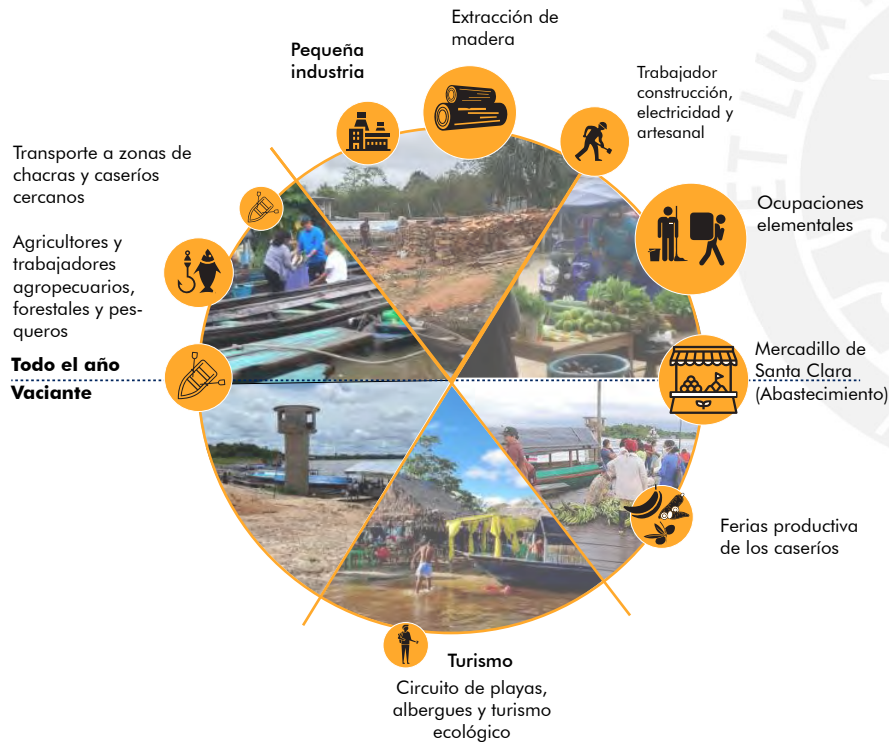 Extracción de
madera
Pequeña
industria
Trabajador
construcción,
electricidad y
artesanal
Transporte a zonas de
chacras y caseríos
cercanos
Ocupaciones
elementales
Agricultores y
trabajadores
agropecuarios,
forestales y pes-
queros
Todo el año
Vaciante
Mercadillo de
Santa Clara
(Abastecimiento)
Ferias productiva
de los caseríos
Turismo
Circuito de playas,
albergues y turismo
ecológico
ET LUX